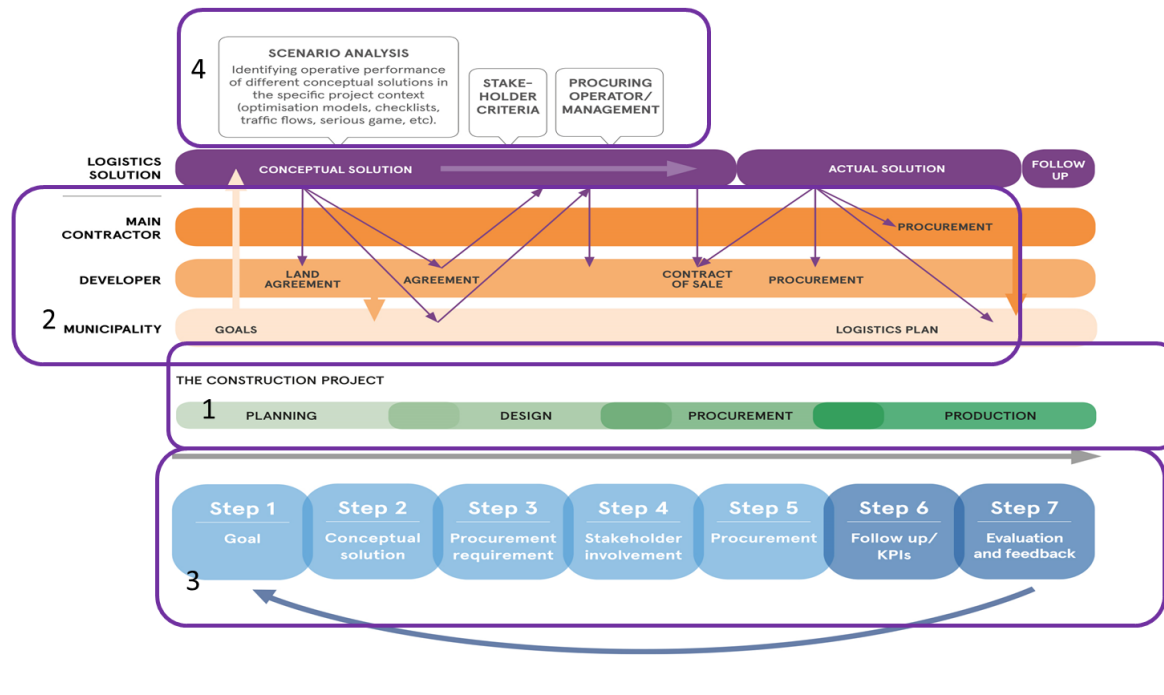 4
SCENARIO ANALYSIS
Identifying operative performance
of different conceptual solutions in
the specific project context
(optimisation models, checklists,
traffic flows, serious game, etc).
STAKE-
HOLDER
CRITERIA
PROCURING
OPERATOR/
MANAGEMENT
LOGISTICS
SOLUTION
CONCEPTUAL SOLUTION
ACTUAL SOLUTION
FOLLOW
UP
MAIN
CONTRACTOR
PROCUREMENT
DEVELOPER
LAND
AGREEMENT
AGREEMENT
CONTRACT
OF SALE
PROCUREMENT
2
MUNICIPALITY
GOALS
LOGISTICS PLAN
THE CONSTRUCTION PROJECT
1
PLANNING
DESIGN
PROCUREMENT
PRODUCTION
Step 1
Goal
Step 2
Conceptual
solution
Step 3
Procurement
requirement
Step 4
Stakeholder
involvement
Step 5
Procurement
Step 6
Follow up/
KPIs
Step 7
Evaluation
and feedback
3